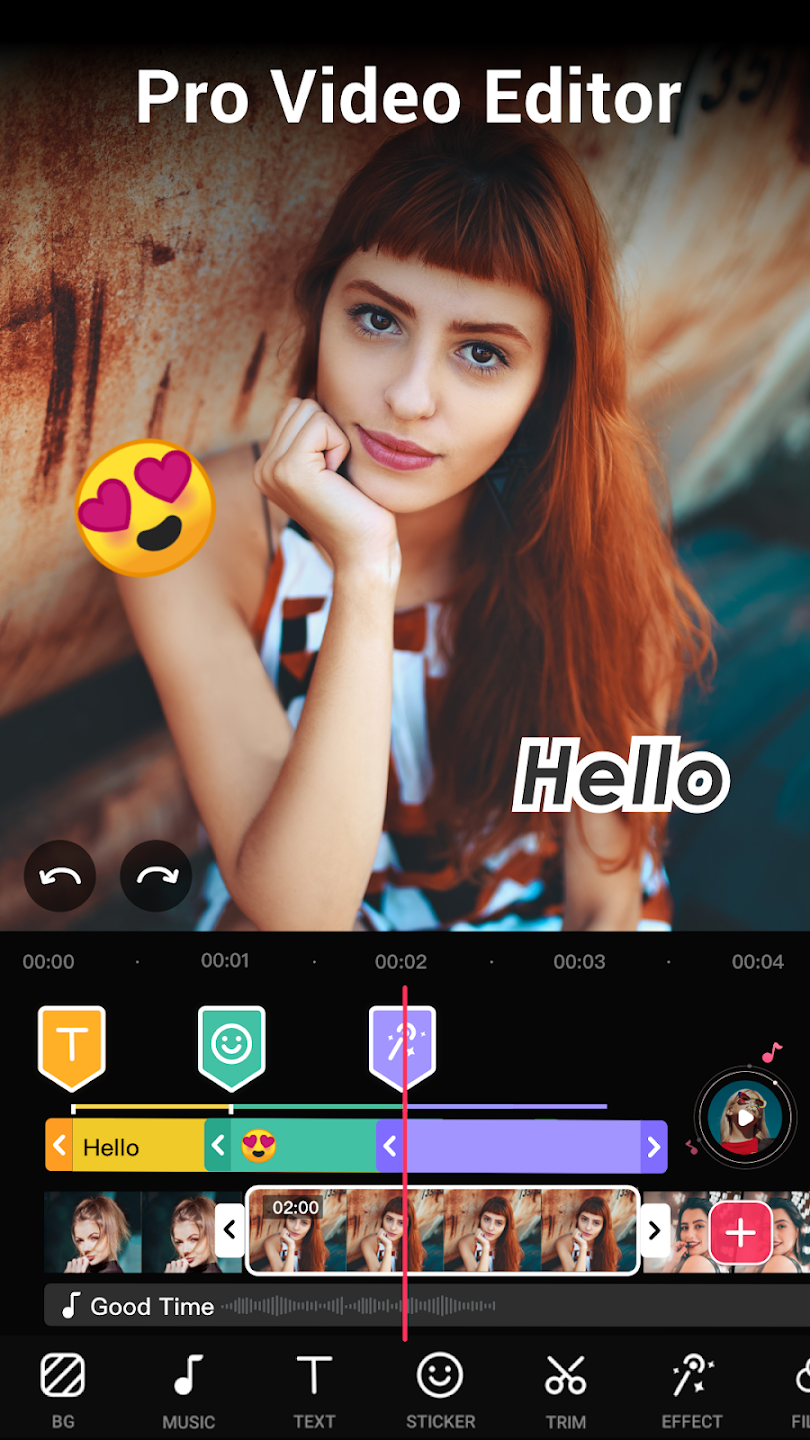 Pro Video Editor
Hello
00:00 00:01 00:02 00:03 00:04
T
Hello
02:00
Good Time
BG MUSIC TEXT STICKER TRIM EFFECT